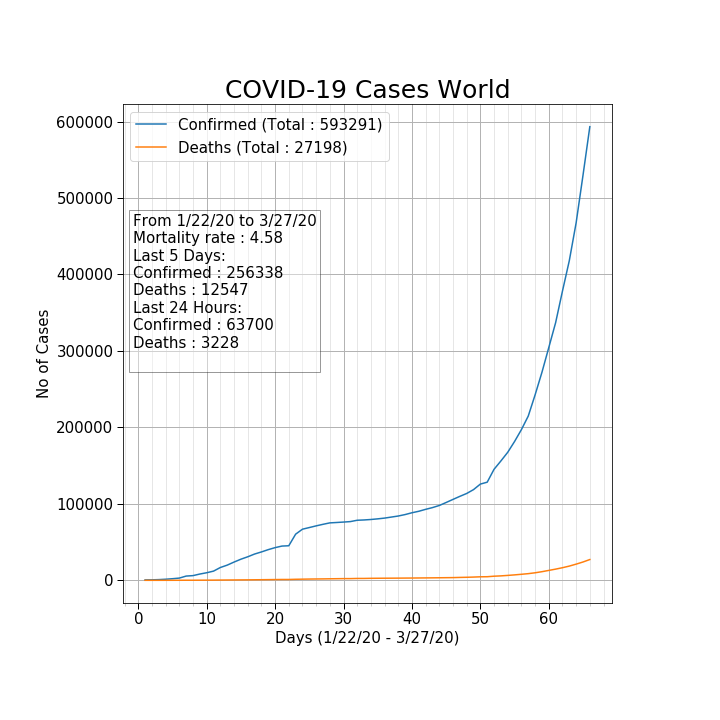 COVID-19 Cases World
Confirmed (Total : 593291)
Deaths (Total : 27198)
From 1/22/20 to 3/27/20
Mortality rate : 4.58
Last 5 Days:
Confirmed : 256338
Deaths : 12547
Last 24 Hours:
Confirmed : 63700
Deaths : 3228
No of Cases
600000
500000
400000
300000
200000
100000
0
0 10 20 30 40 50 60
Days (1/22/20 - 3/27/20)